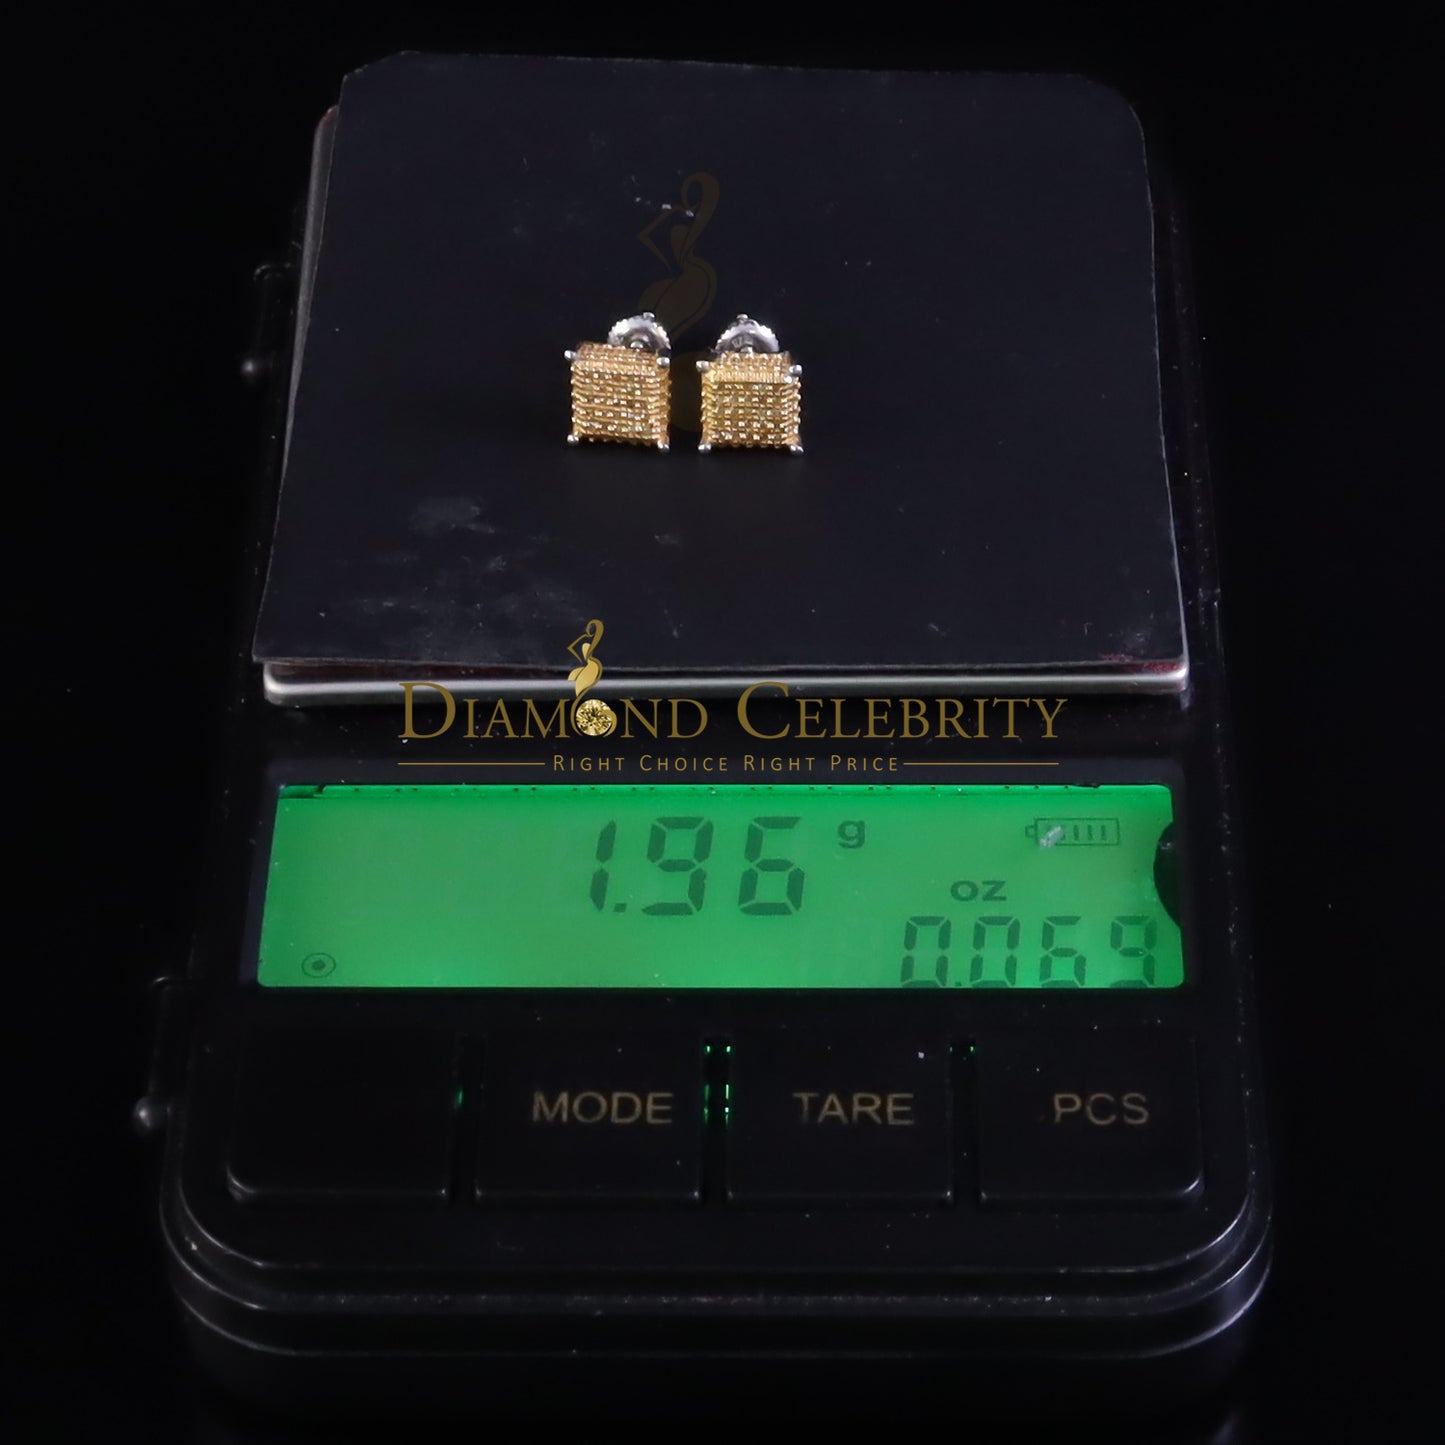 DIAMOND CELEBRITY
RIGHT CHOICE RIGHT PRICE
1.96 g
oz
0.069
MODE TARE PCS